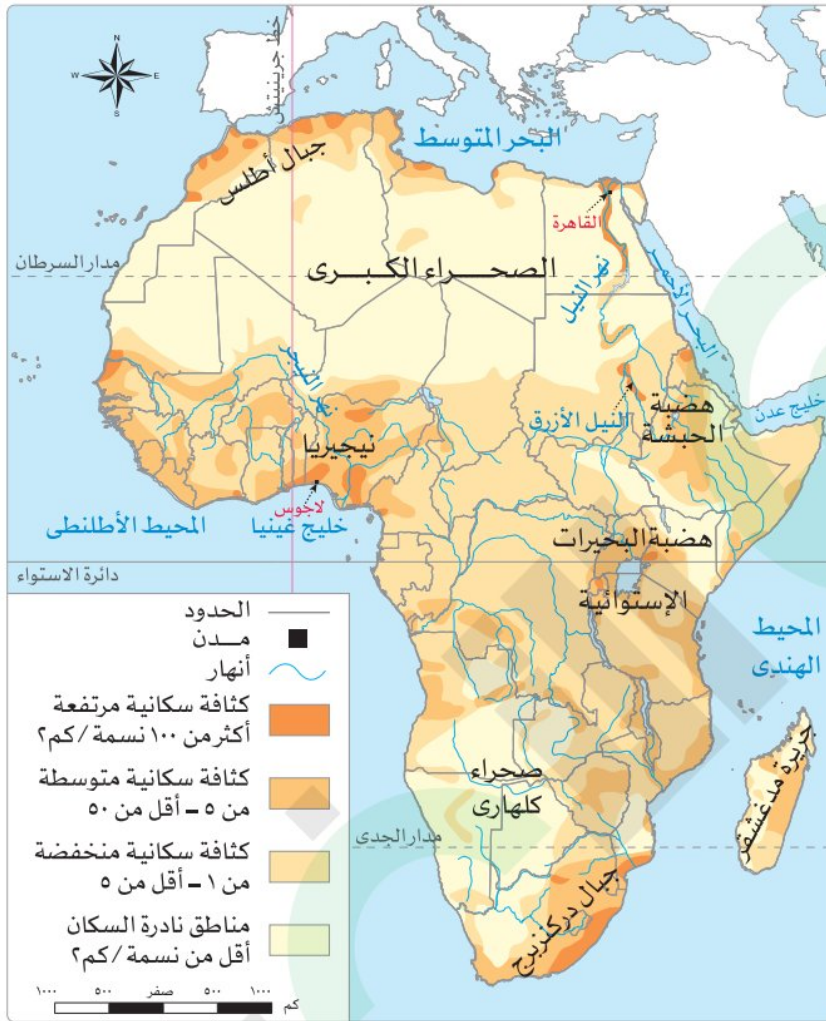 N
W
E
S
خط جرينيتش
البحر المتوسط
جبال أطلس
القاهرة
مدار السرطان
الصحراء الكبرى
نهر النيل
البحر الأحمر
نهر النيجر
هضبة
الحبشة
خليج عدن
النيل الأزرق
نيجيريا
لاجوس
خليج غينيا
المحيط الأطلنطى
هضبة البحيرات
الإستوائية
دائرة الاستواء
المحيط
الهندى
صحراء
كلهارى
جزيرة مدغشقر
مدار الجدى
جبال دركنزبرج
الحدود
مدن
أنهار
كثافة سكانية مرتفعة
أكثر من ١٠٠ نسمة / كم٢
كثافة سكانية متوسطة
من ٥ – أقل من ٥٠
كثافة سكانية منخفضة
من ١ – أقل من ٥
مناطق نادرة السكان
أقل من نسمة / كم٢
١٠٠٠ ٥٠٠ صفر ٥٠٠ ١٠٠٠
كم